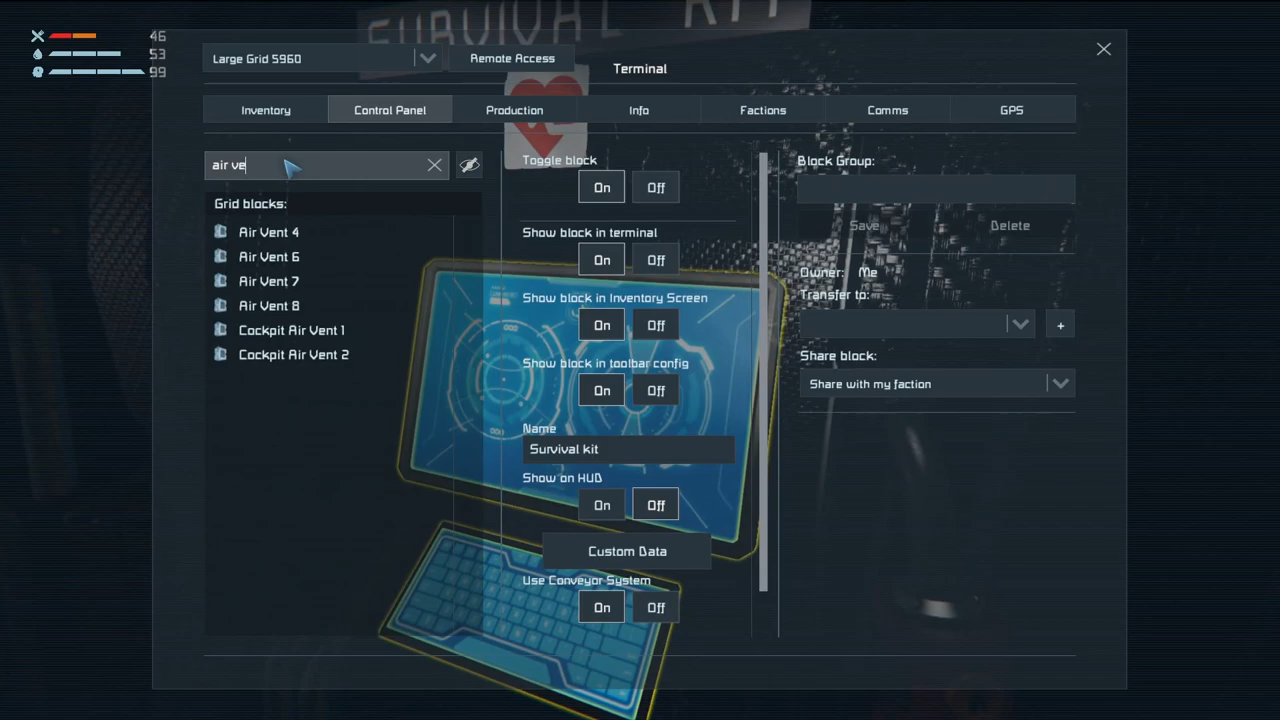 SURVIVAL KIT
46
53
99
Large Grid 5960
Remote Access
Terminal
Inventory
Control Panel
Production
Info
Factions
Comms
GPS
air ve
Grid blocks:
Air Vent 4
Air Vent 6
Air Vent 7
Air Vent 8
Cockpit Air Vent 1
Cockpit Air Vent 2
Toggle block
On Off
Show block in terminal
On Off
Show block in Inventory Screen
On Off
Show block in toolbar config
On Off
Name
Survival kit
Show on HUD
On Off
Custom Data
Use Conveyor System
On Off
Block Group:
Save Delete
Owner: Me
Transfer to:
+
Share block:
Share with my faction